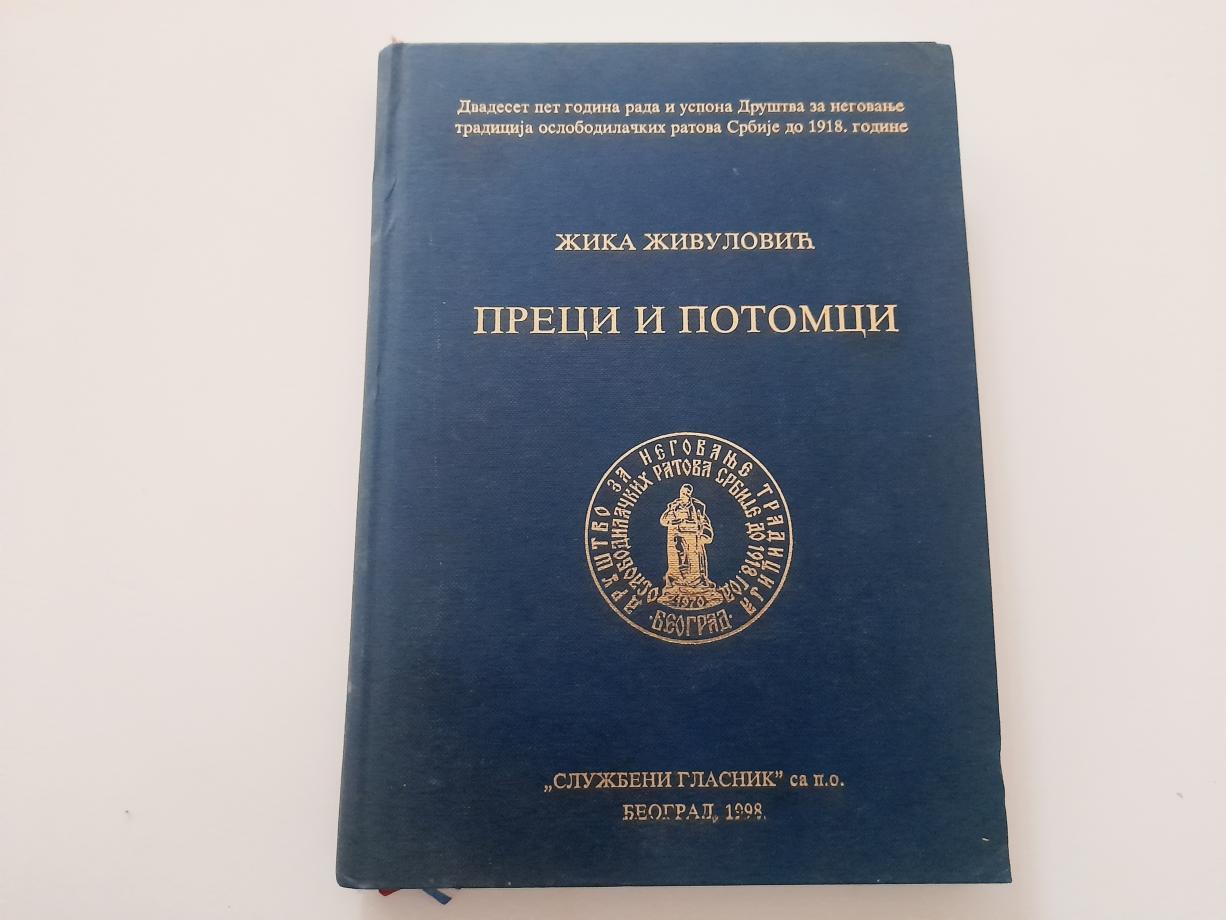 Двадесет пет година рада и успона Друштва за неговање
традиција ослободилачких ратова Србије до 1918. године
ЖИКА ЖИВУЛОВИЋ
ПРЕЦИ И ПОТОМЦИ
ДРУШТВО ЗА НЕГОВАЊЕ ТРАДИЦИЈА
ОСЛОБОДИЛАЧКИХ РАТОВА СРБИЈЕ ДО 1918. ГОД.
1970
·БЕОГРАД·
„СЛУЖБЕНИ ГЛАСНИК” са п.о.
БЕОГРАД, 1998.